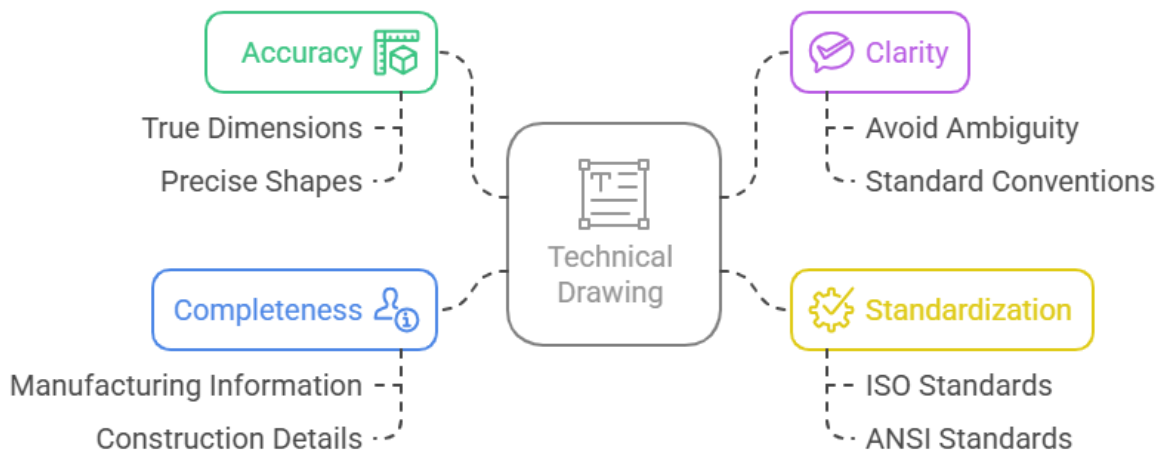 Accuracy
True Dimensions
Precise Shapes
Completeness
Manufacturing Information
Construction Details
Technical
Drawing
Clarity
Avoid Ambiguity
Standard Conventions
Standardization
ISO Standards
ANSI Standards